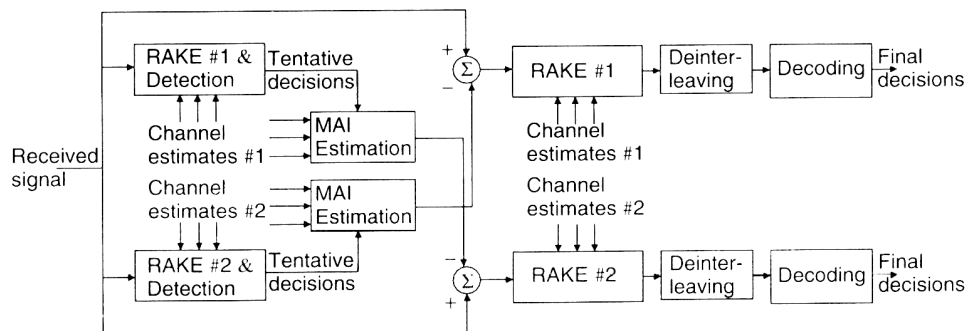 RAKE #1 &
Detection
Tentative
decisions
+
−
Σ
RAKE #1
Deinter-
leaving
Decoding
Final
decisions
Channel
estimates #1
MAI
Estimation
Channel
estimates #1
Received
signal
Channel
estimates #2
MAI
Estimation
Channel
estimates #2
RAKE #2 &
Detection
Tentative
decisions
−
+
Σ
RAKE #2
Deinter-
leaving
Decoding
Final
decisions